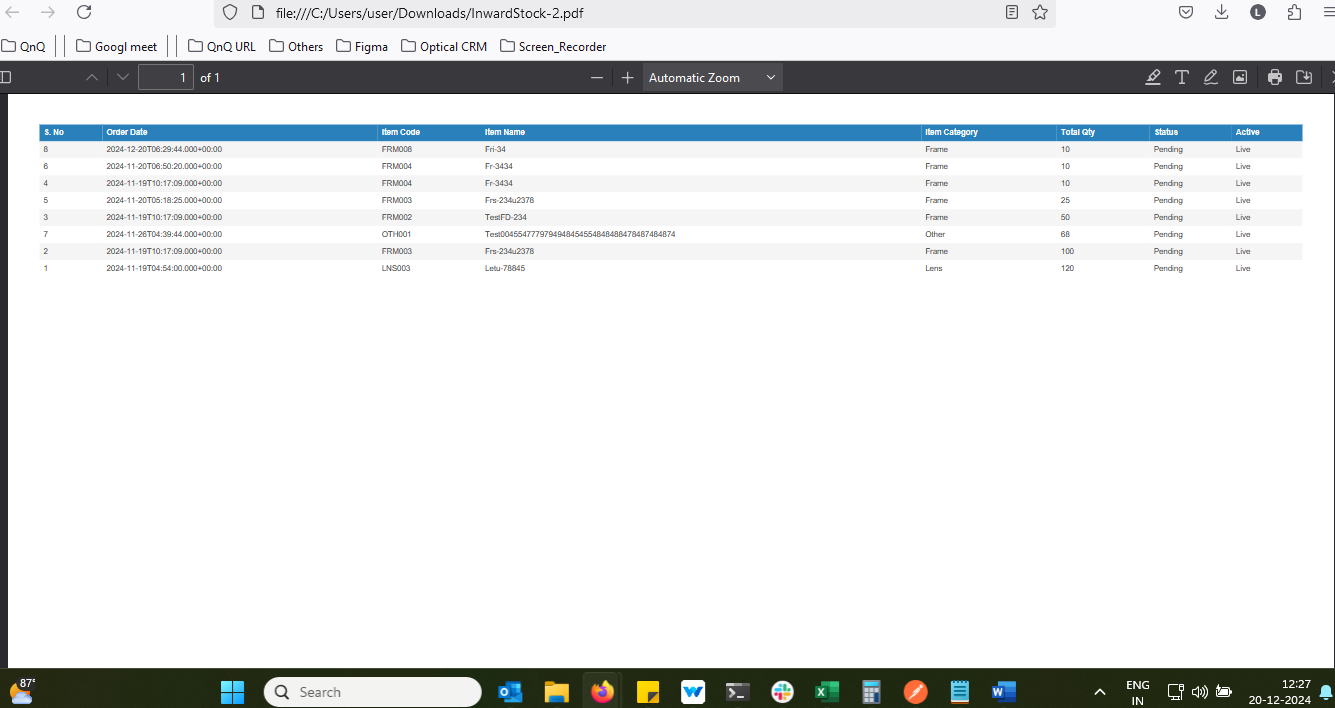 file:///C:/Users/user/Downloads/InwardStock-2.pdf
L
QnQ Googl meet QnQ URL Others Figma Optical CRM Screen_Recorder
1 of 1 Automatic Zoom
S. No Order Date Item Code Item Name Item Category Total Qty Status Active
8 2024-12-20T06:29:44.000+00:00 FRM008 Fri-34 Frame 10 Pending Live
6 2024-11-20T06:50:20.000+00:00 FRM004 Fr-3434 Frame 10 Pending Live
4 2024-11-19T10:17:09.000+00:00 FRM004 Fr-3434 Frame 10 Pending Live
5 2024-11-20T05:18:25.000+00:00 FRM003 Frs-234u2378 Frame 25 Pending Live
3 2024-11-19T10:17:09.000+00:00 FRM002 TestFD-234 Frame 50 Pending Live
7 2024-11-26T04:39:44.000+00:00 OTH001 Other 68 Pending Live
2 2024-11-19T10:17:09.000+00:00 FRM003 Frs-234u2378 Frame 100 Pending Live
1 2024-11-19T04:54:00.000+00:00 LNS003 Letu-78845 Lens 120 Pending Live
87° Search ENG 12:27
IN 20-12-2024